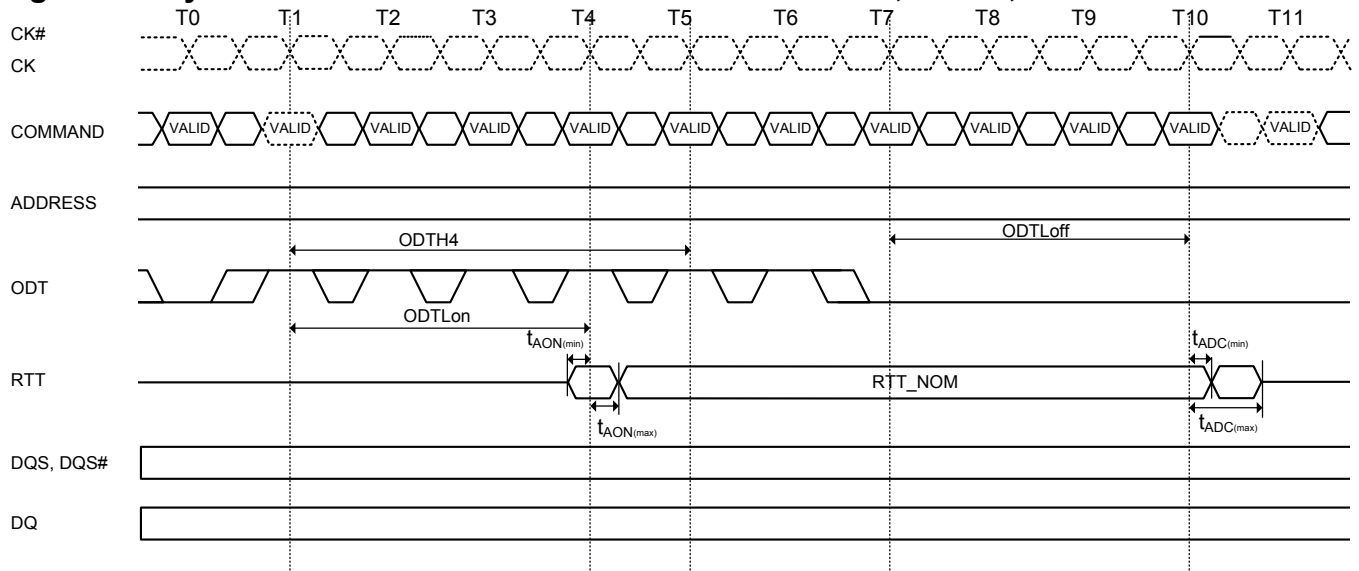 T0 T1 T2 T3 T4 T5 T6 T7 T8 T9 T10 T11
CK#
CK
COMMAND VALID VALID VALID VALID VALID VALID VALID VALID VALID VALID VALID VALID
ADDRESS
ODTH4 ODTLoff
ODT
ODTLon
tAON(min) tADC(min)
RTT RTT_NOM
tAON(max) tADC(max)
DQS, DQS#
DQ